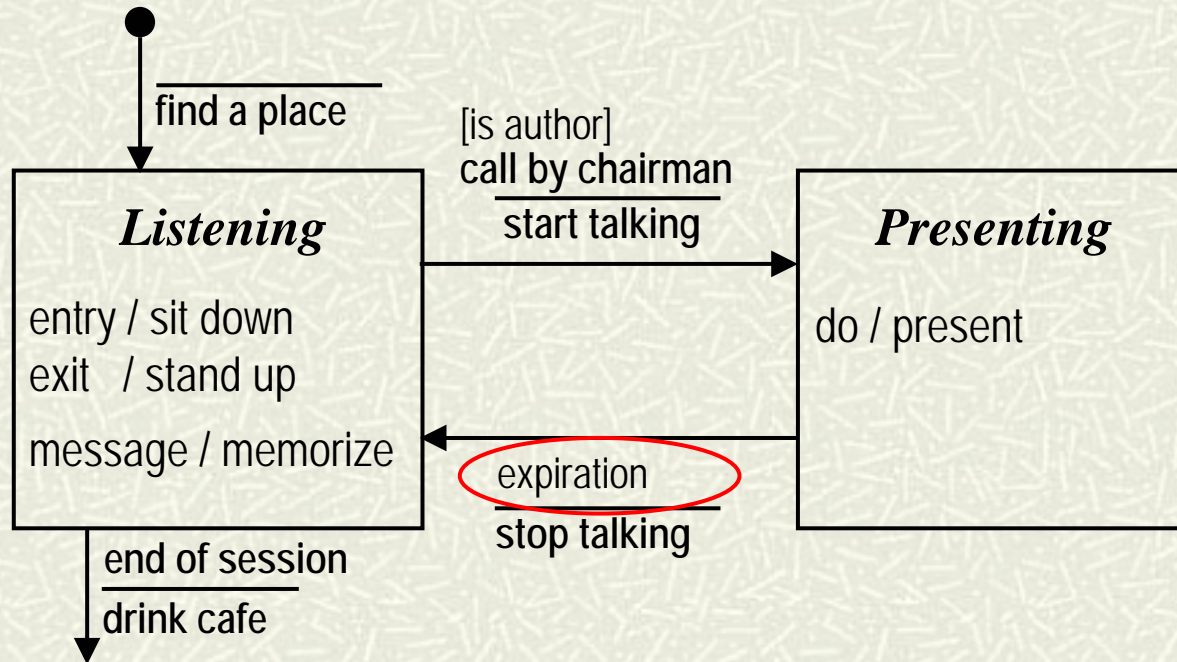 find a place
[is author]
call by chairman
start talking
Listening
entry / sit down
exit / stand up
message / memorize
Presenting
do / present
expiration
stop talking
end of session
drink cafe